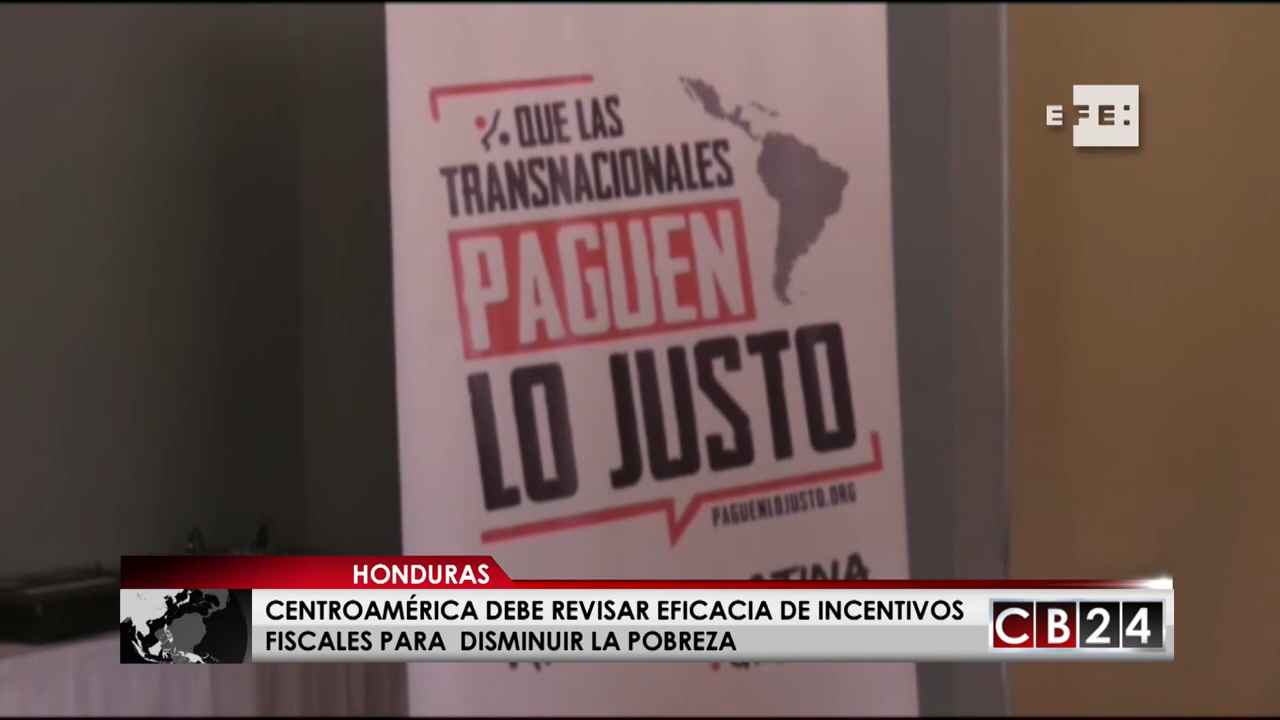 EFE:
QUE LAS
TRANSNACIONALES
PAGUEN
LO JUSTO
PAGUENLOJUSTO.ORG
HONDURAS
CENTROAMÉRICA DEBE REVISAR EFICACIA DE INCENTIVOS
FISCALES PARA DISMINUIR LA POBREZA
CB24